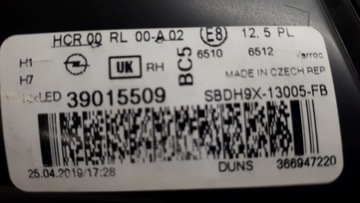 HCR 00 RL 00-A 02 E8 12.5 PL
H1 UK RH BC5 6510 6512 Varroc
H7 MADE IN CZECH REP
LED 39015509 SBDH9X-13005-FB
25.04.2019/17:28 DUNS 366947220